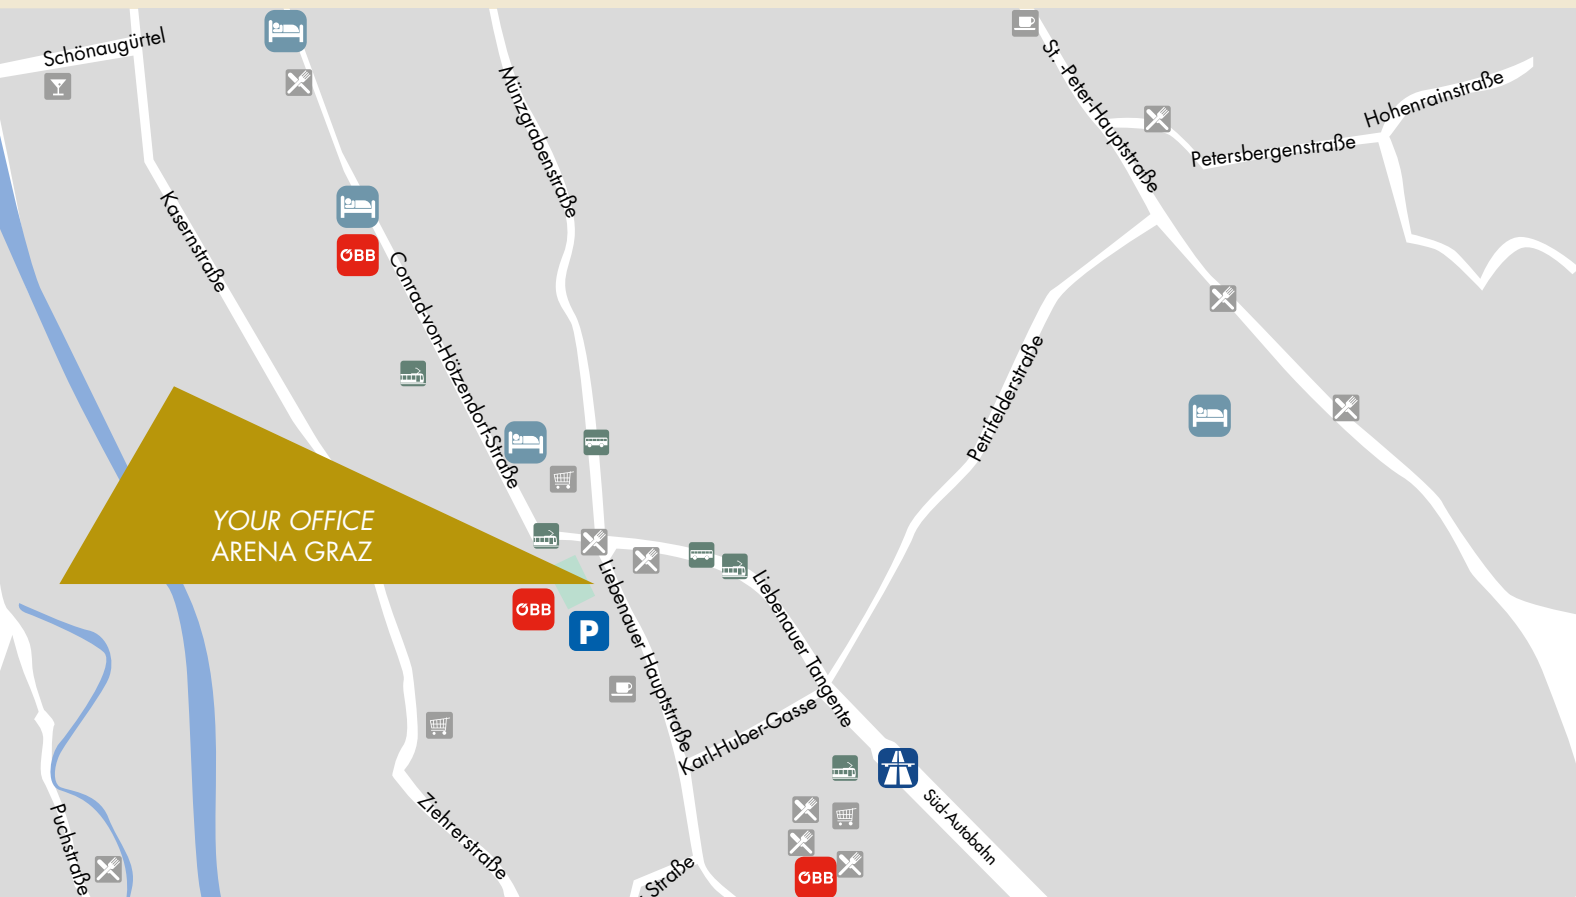 Schönaugürtel
Münzgrabenstraße
St. -Peter-Hauptstraße
Hohenrainstraße
Petersbergenstraße
Kasernstraße
ÖBB
Conrad-von-Hötzendorf-Straße
Petrifelderstraße
YOUR OFFICE
ARENA GRAZ
ÖBB
P
Liebenauer Hauptstraße
Liebenauer Tangente
Karl-Huber-Gasse
Süd-Autobahn
Ziehrerstraße
Puchstraße
Straße
ÖBB